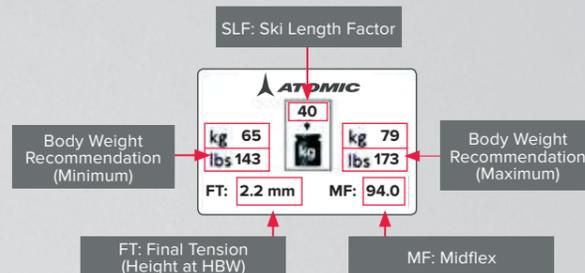 SLF: Ski Length Factor
ATOMIC
40
kg 65
lbs 143
kg
kg 79
lbs 173
Body Weight
Recommendation
(Minimum)
Body Weight
Recommendation
(Maximum)
FT: 2.2 mm MF: 94.0
FT: Final Tension
(Height at HBW)
MF: Midflex